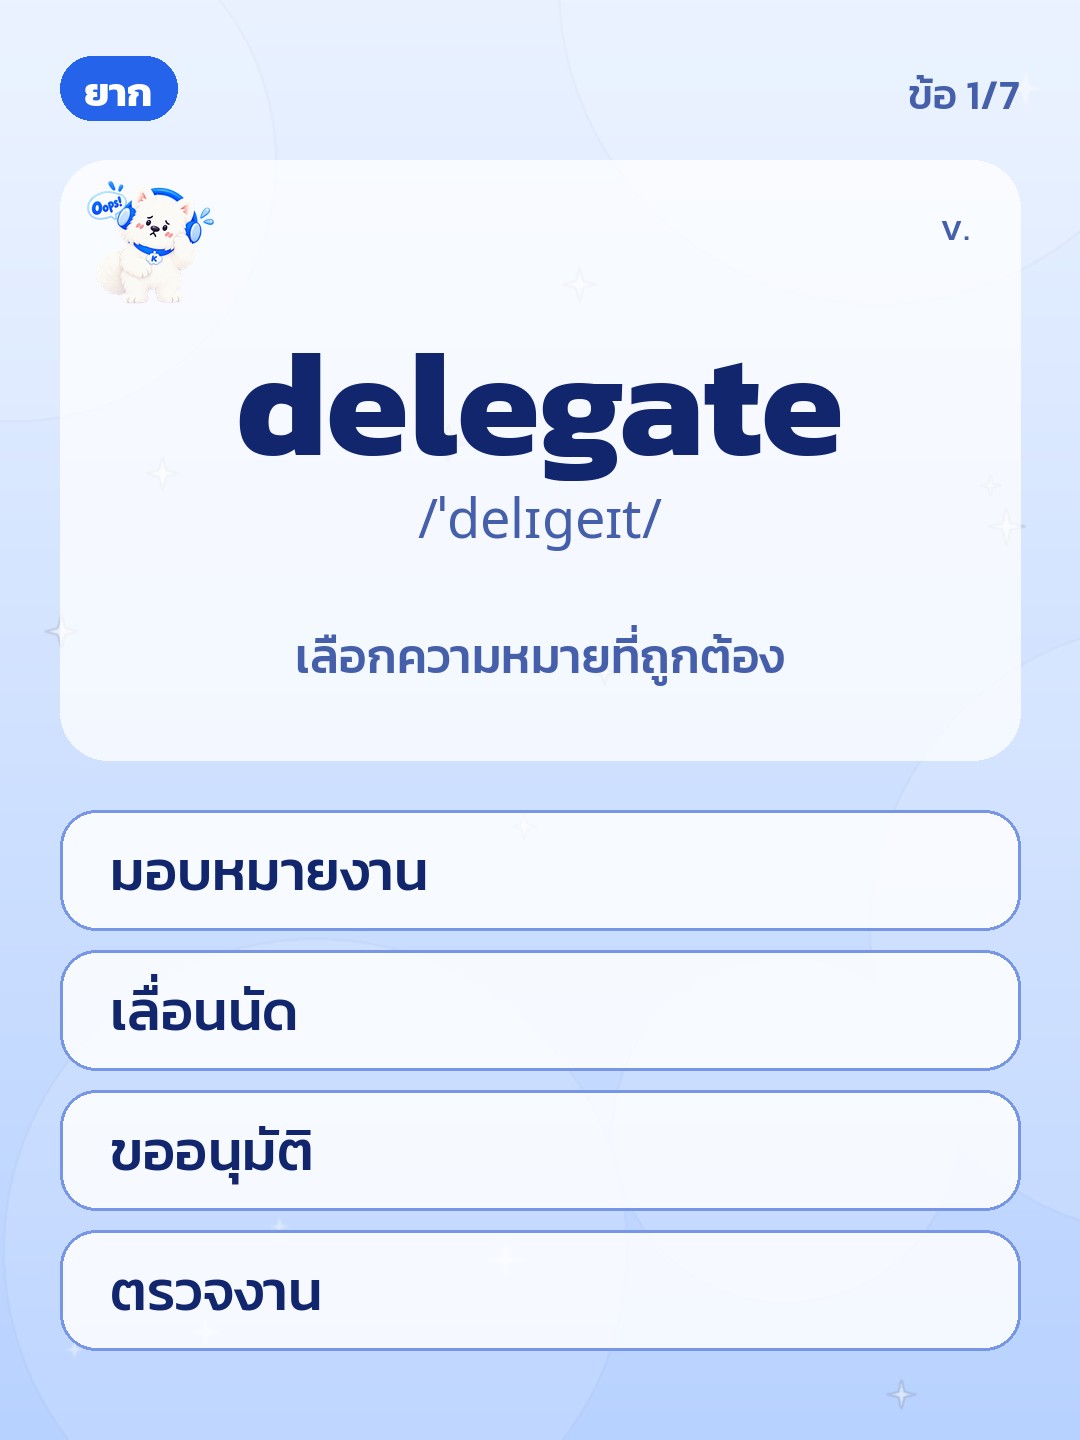 ยาก
ข้อ 1/7
Oops!
K
v.
delegate
/ˈdelɪgeɪt/
เลือกความหมายที่ถูกต้อง
มอบหมายงาน
เลื่อนนัด
ขออนุมัติ
ตรวจงาน